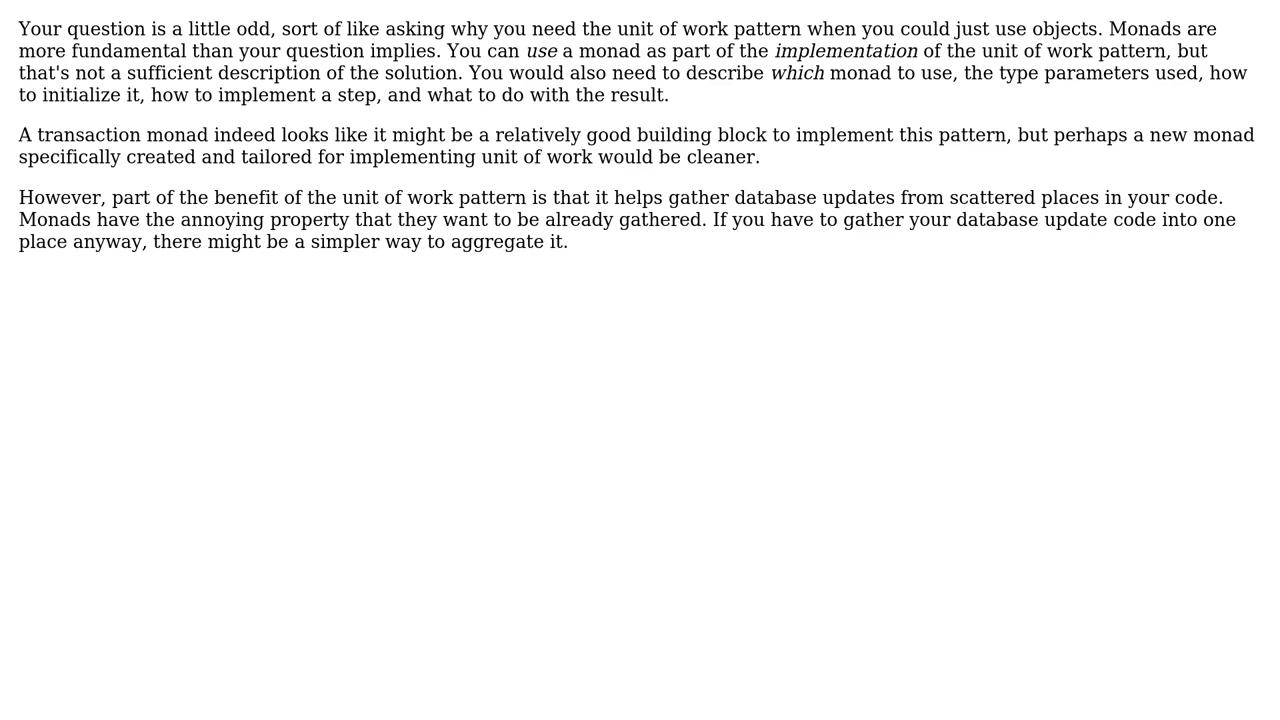 Your question is a little odd, sort of like asking why you need the unit of work pattern when you could just use objects. Monads are
more fundamental than your question implies. You can use a monad as part of the implementation of the unit of work pattern, but
that's not a sufficient description of the solution. You would also need to describe which monad to use, the type parameters used, how
to initialize it, how to implement a step, and what to do with the result.
A transaction monad indeed looks like it might be a relatively good building block to implement this pattern, but perhaps a new monad
specifically created and tailored for implementing unit of work would be cleaner.
However, part of the benefit of the unit of work pattern is that it helps gather database updates from scattered places in your code.
Monads have the annoying property that they want to be already gathered. If you have to gather your database update code into one
place anyway, there might be a simpler way to aggregate it.